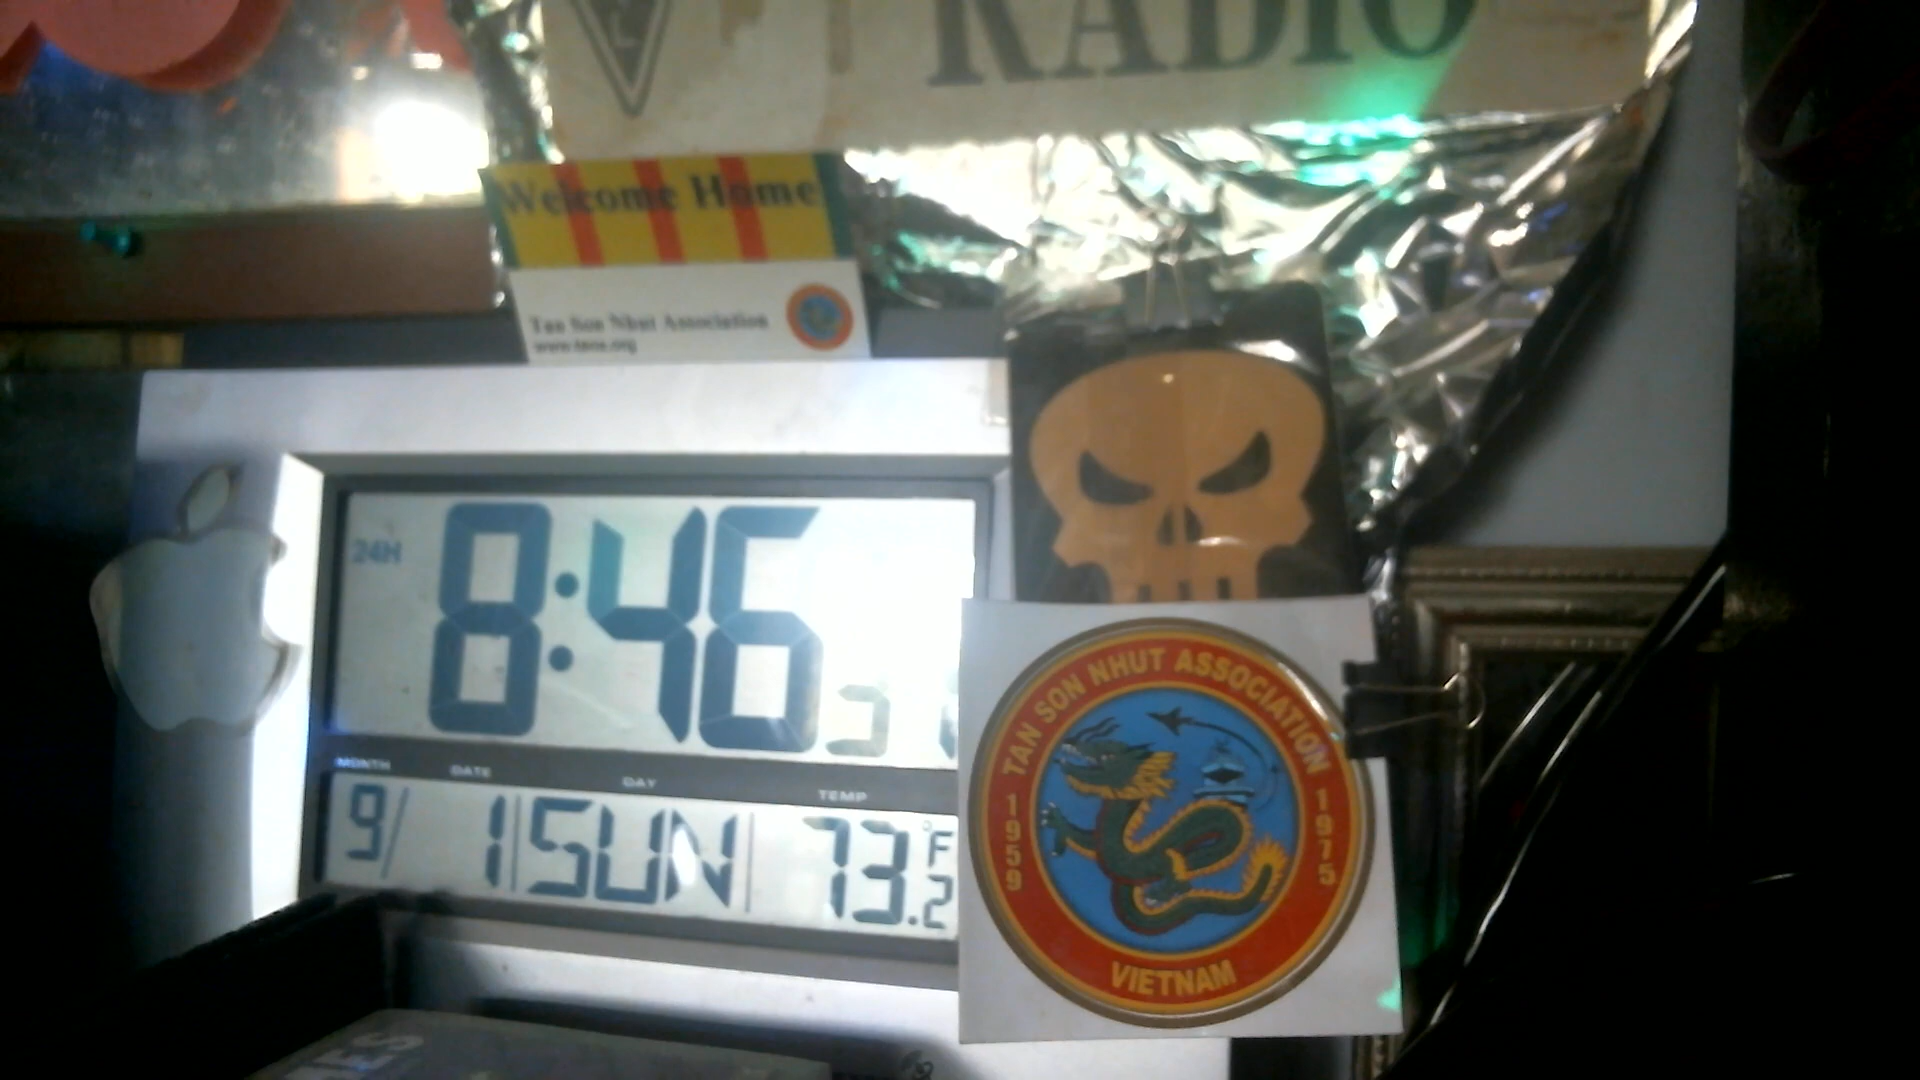 RADIO
Welcome Home
Tan Son Nhut Association
www.tsna.org
24H
8:46
MONTH DATE DAY TEMP
9/ 1 SUN 73.2 °F
TAN SON NHUT ASSOCIATION
1959 1975
VIETNAM